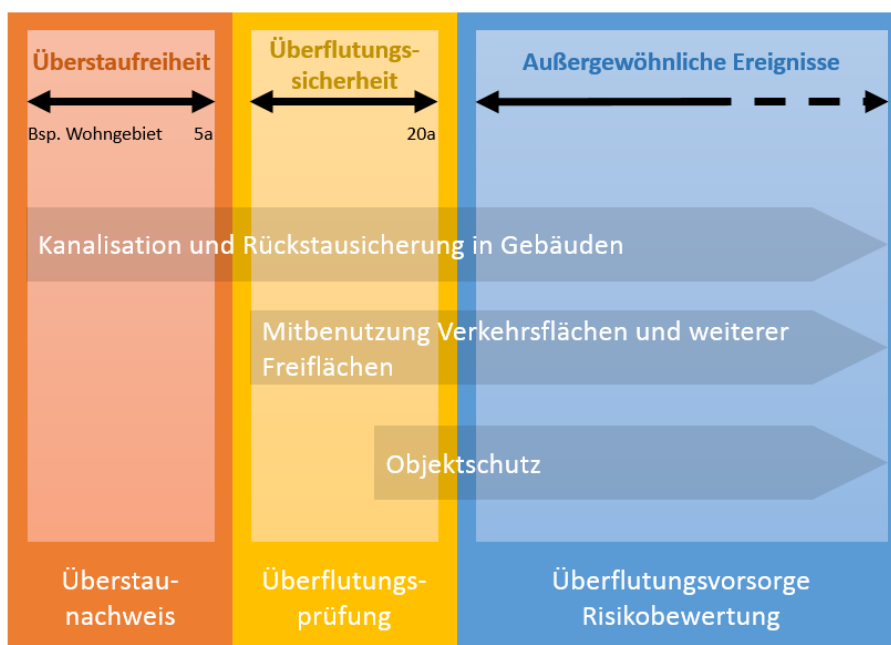 Überstaufreiheit
Überflutungs-
sicherheit
Außergewöhnliche Ereignisse
Bsp. Wohngebiet 5a
20a
Kanalisation und Rückstausicherung in Gebäuden
Mitbenutzung Verkehrsflächen und weiterer
Freiflächen
Objektschutz
Überstau-
nachweis
Überflutungs-
prüfung
Überflutungsvorsorge
Risikobewertung